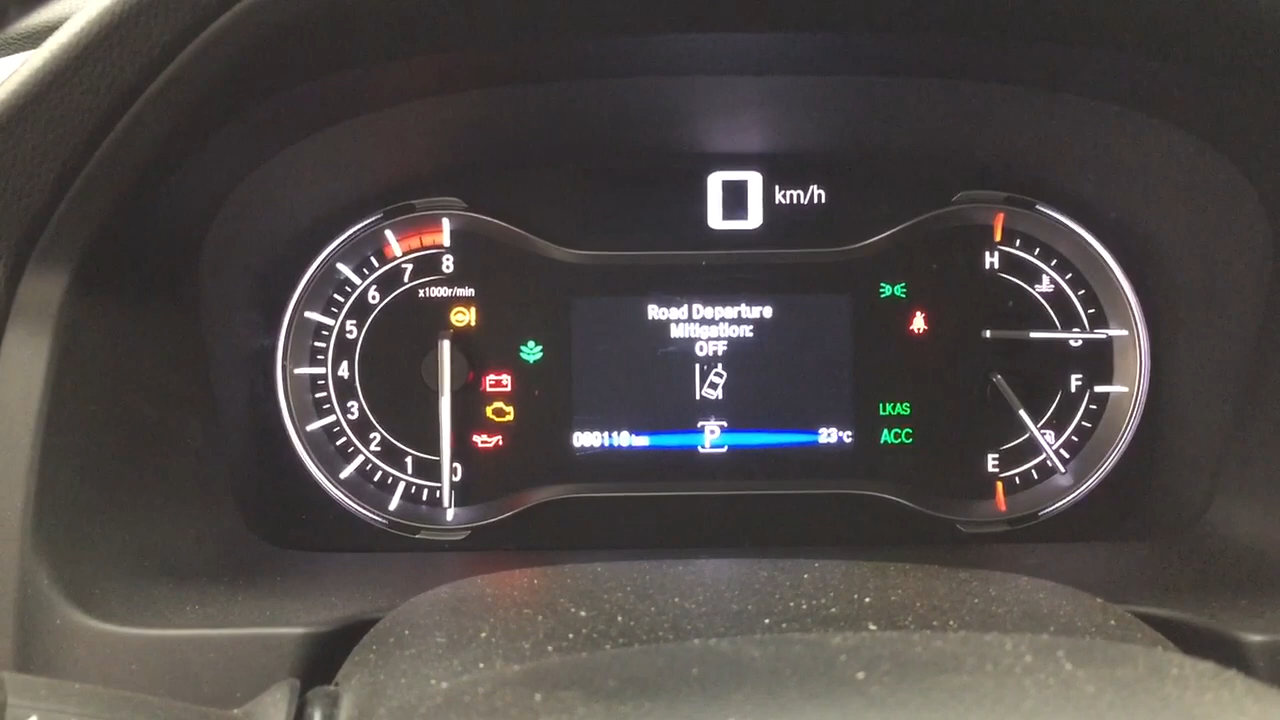 0 km/h
8
7
6
5
4
3
2
1
0
x1000r/min
Road Departure
Mitigation:
OFF
P
23°C
LKAS
ACC
H
F
E